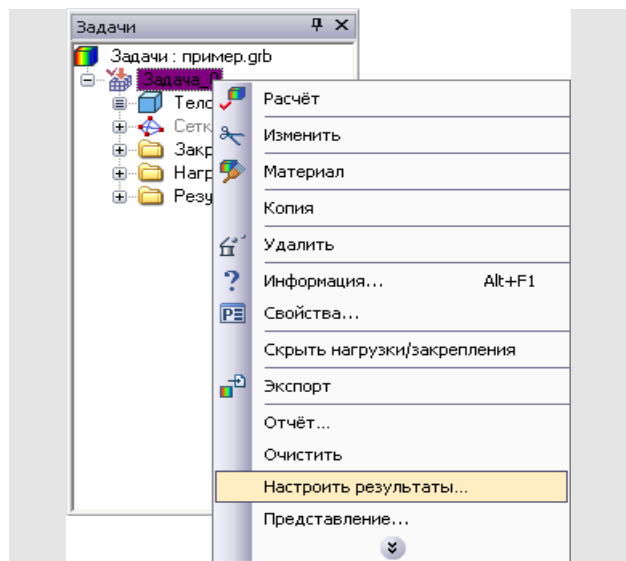 Задачи
Задачи : пример.grb
Задача_0
Расчёт
Тело
Сетк
Изменить
Закр
Нагр
Материал
Резу
Копия
Удалить
Информация... Alt+F1
Свойства...
Скрыть нагрузки/закрепления
Экспорт
Отчёт...
Очистить
Настроить результаты...
Представление...